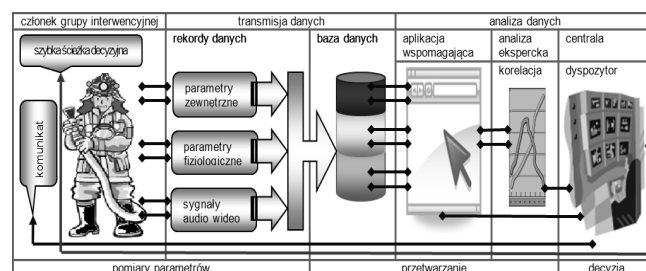 członek grupy interwencyjnej
transmisja danych
analiza danych
szybka ścieżka decyzyjna
rekordy danych
baza danych
aplikacja
wspomagająca
analiza
ekspercka
centrala
korelacja
dyspozytor
komunikat
parametry
zewnętrzne
parametry
fizjologiczne
sygnały
audio wideo
pomiary parametrów
przetwarzanie
decyzja